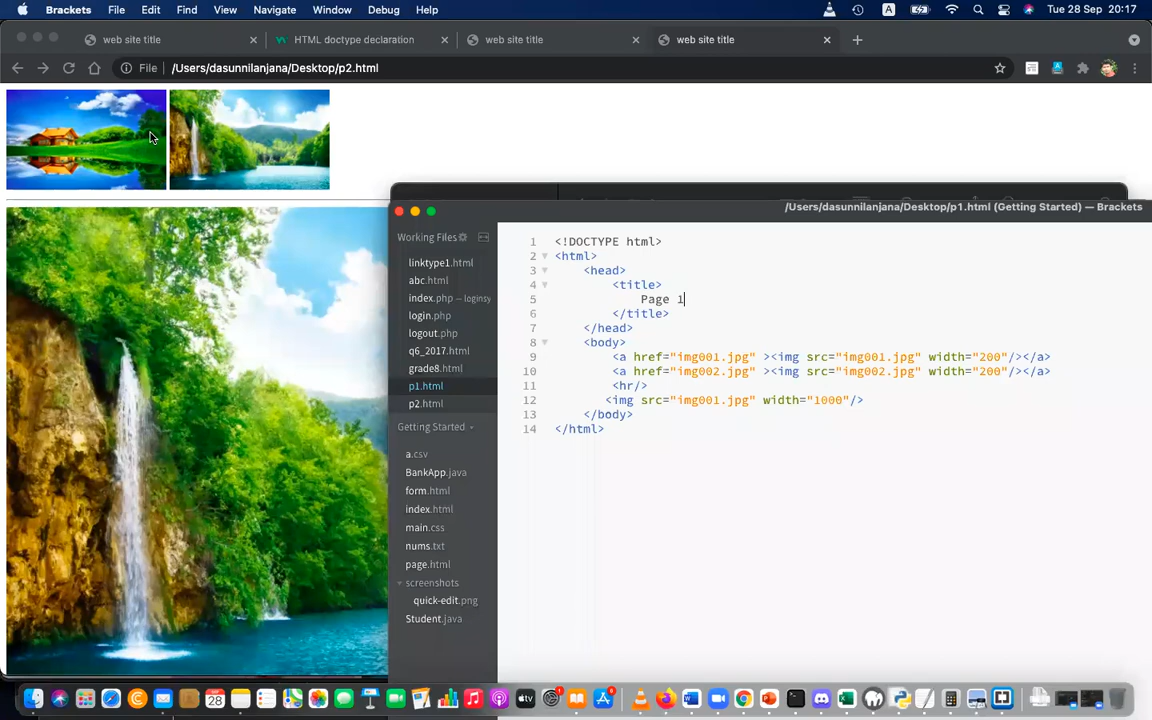 Brackets File Edit Find View Navigate Window Debug Help A Tue 28 Sep 20:17
web site title HTML doctype declaration web site title web site title
File /Users/dasunnilanjana/Desktop/p2.html
/Users/dasunnilanjana/Desktop/p1.html (Getting Started) — Brackets
Working Files
linktype1.html
abc.html
index.php — loginsy
login.php
logout.php
q6_2017.html
grade8.html
p1.html
p2.html
Getting Started
a.csv
BankApp.java
form.html
index.html
main.css
nums.txt
page.html
screenshots
quick-edit.png
Student.java
1 <!DOCTYPE html>
2 <html>
3 <head>
4 <title>
5 Page 1
6 </title>
7 </head>
8 <body>
9 <a href="img001.jpg" ><img src="img001.jpg" width="200"/></a>
10 <a href="img002.jpg" ><img src="img002.jpg" width="200"/></a>
11 <hr/>
12 <img src="img001.jpg" width="1000"/>
13 </body>
14 </html>